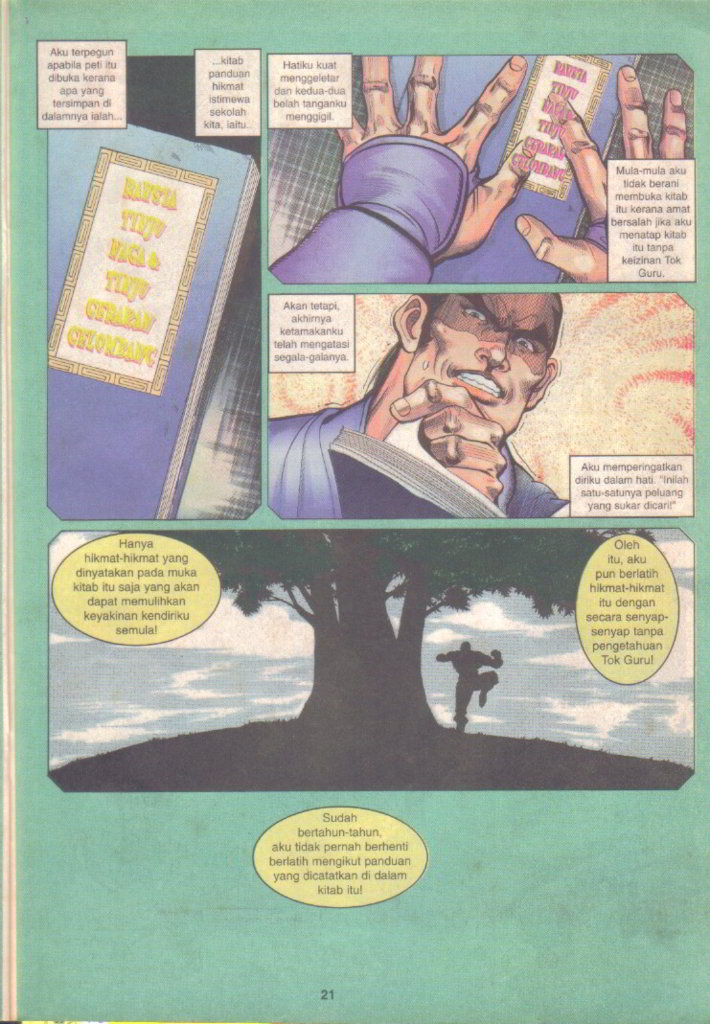 Aku terpegun
apabila peti itu
dibuka kerana
apa yang
tersimpan di
dalamnya ialah...
...kitab
panduan
hikmat
istimewa
sekolah
kita, iaitu..
RAHSIA
TINJU
NAGA &
TINJU
GERAKAN
GELOMBANG
Hatiku kuat
menggeletar
dan kedua-dua
belah tanganku
menggigil.
RAHSIA
TINJU
NAGA
TINJU
GERAKAN
GELOMBANG
Mula-mula aku
tidak berani
membuka kitab
itu kerana amat
bersalah jika aku
menatap kitab
itu tanpa
keizinan Tok
Guru.
Akan tetapi,
akhirnya
ketamakanku
telah mengatasi
segala-galanya.
Aku memperingatkan
diriku dalam hati. "Inilah
satu-satunya peluang
yang sukar dicari!"
Hanya
hikmat-hikmat yang
dinyatakan pada muka
kitab itu saja yang akan
dapat memulihkan
keyakinan kendiriku
semula!
Oleh
itu, aku
pun berlatih
hikmat-hikmat
itu dengan
secara senyap-
senyap tanpa
pengetahuan
Tok Guru!
Sudah
bertahun-tahun,
aku tidak pernah berhenti
berlatih mengikut panduan
yang dicatatkan di dalam
kitab itu!
21